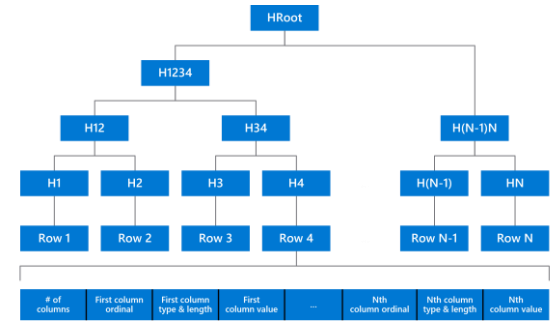 HRoot
H1234
H12
H34
H(N-1)N
H1
H2
H3
H4
H(N-1)
HN
Row 1
Row 2
Row 3
Row 4
Row N-1
Row N
# of
columns
First column
ordinal
First column
type & length
First
column value
...
Nth
column ordinal
Nth column
type & length
Nth
column value